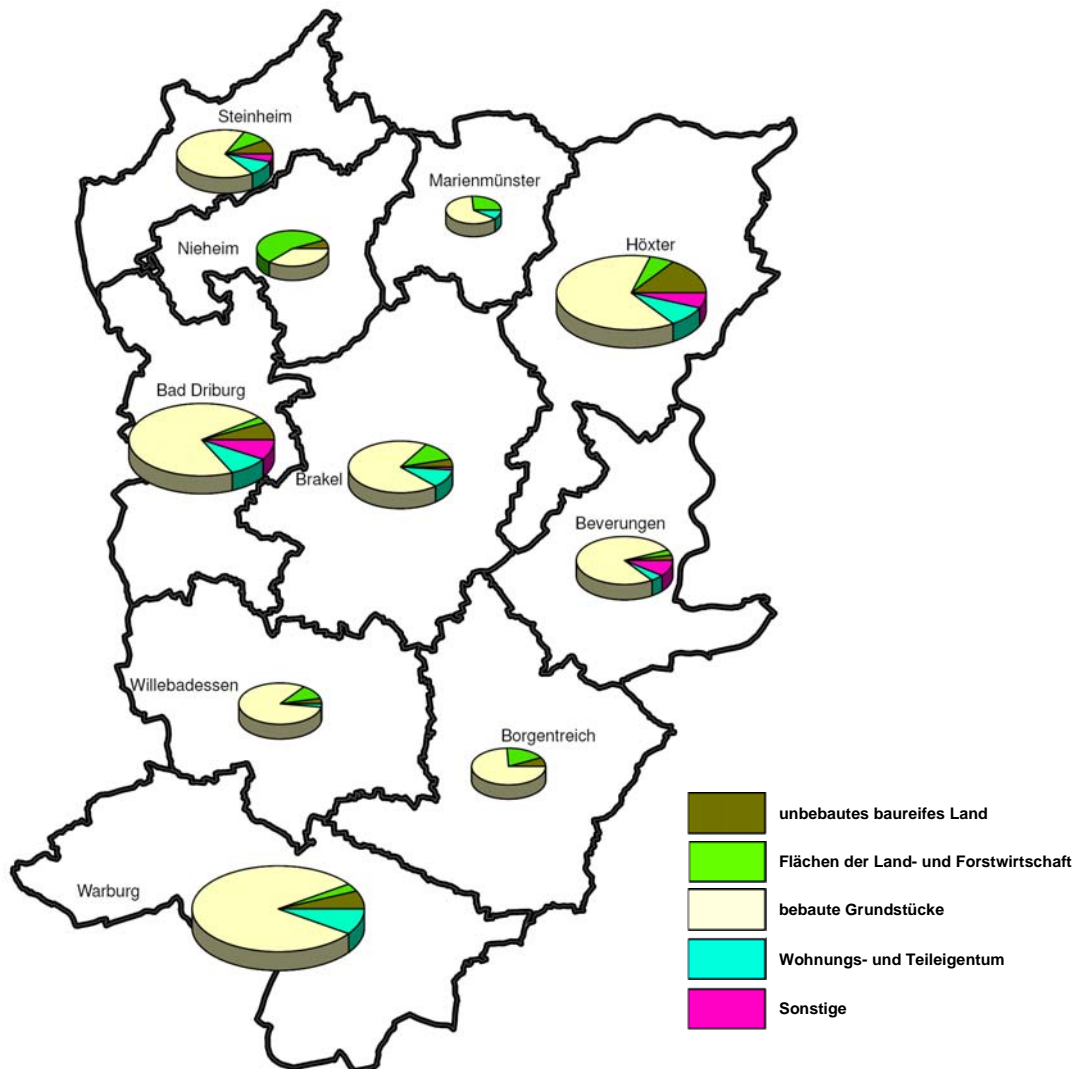 Steinheim
Marienmünster
Nieheim
Höxter
Bad Driburg
Brakel
Beverungen
Willebadessen
Borgentreich
Warburg
unbebautes baureifes Land
Flächen der Land- und Forstwirtschaft
bebaute Grundstücke
Wohnungs- und Teileigentum
Sonstige